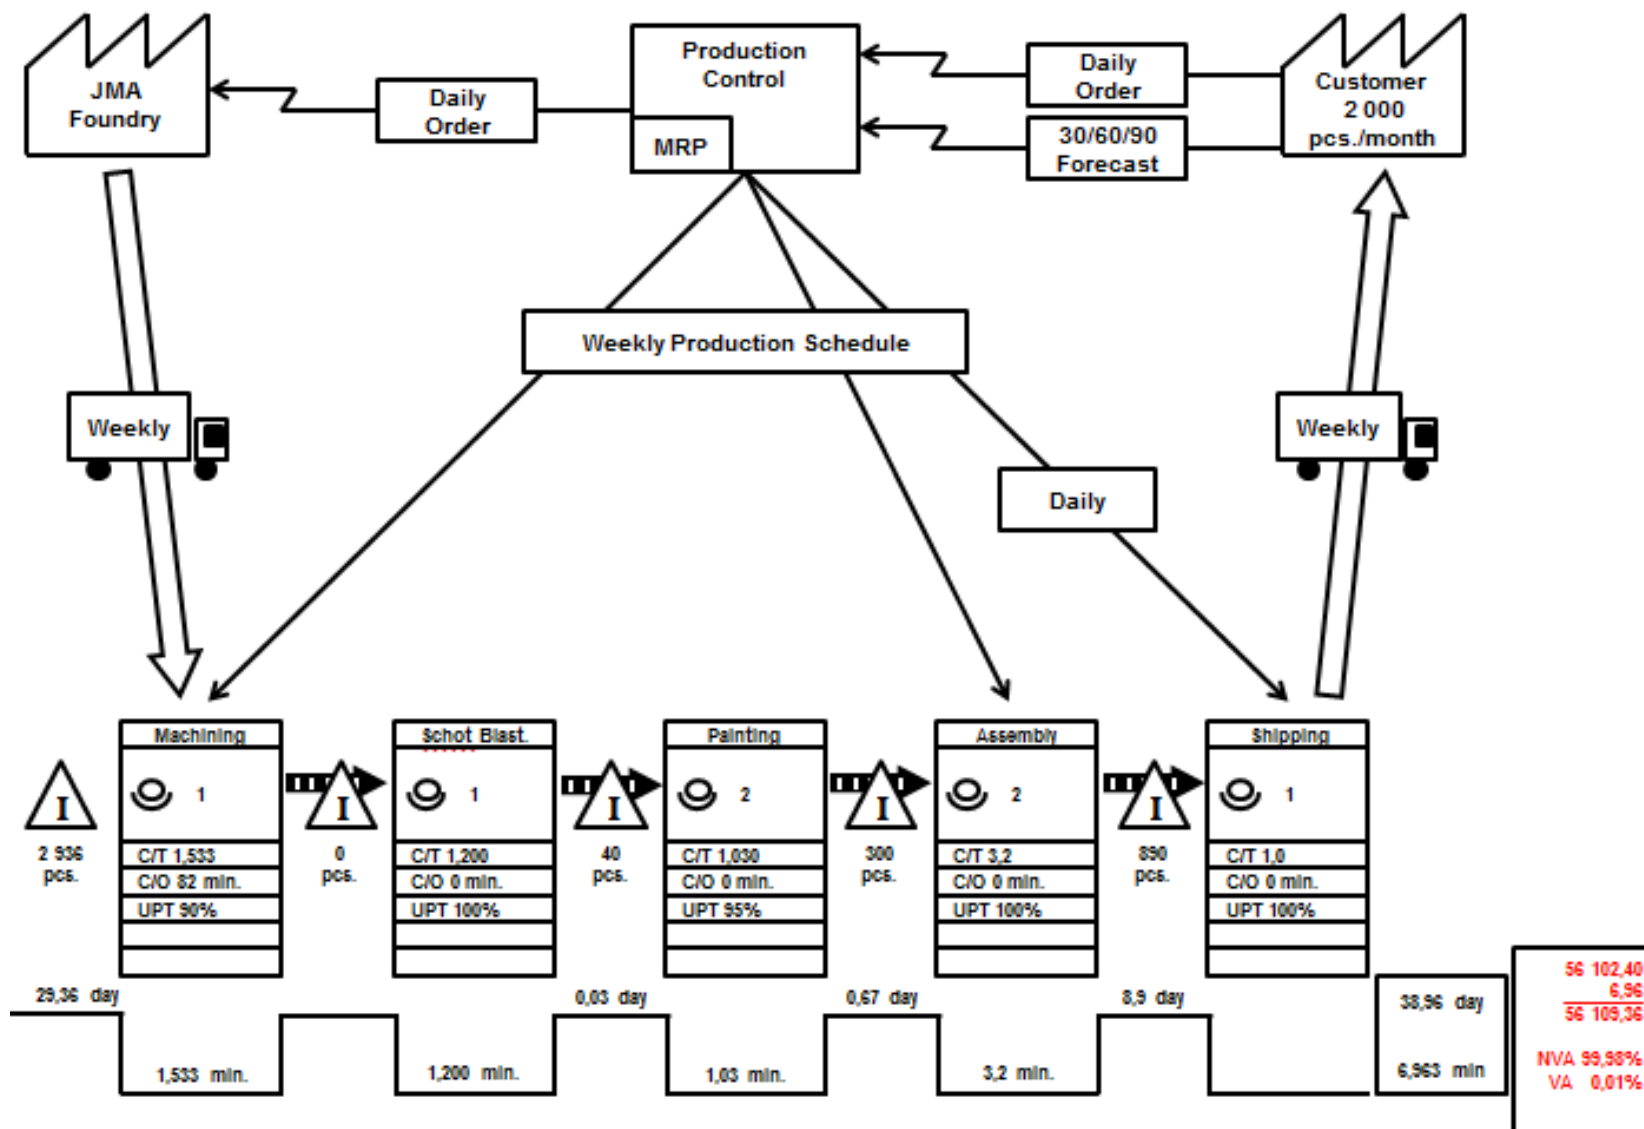 JMA
Foundry
Daily
Order
Production
Control
MRP
Daily
Order
30/60/90
Forecast
Customer
2 000
pcs./month
Weekly Production Schedule
Weekly
Weekly
Daily
Machining
Schot Blast.
Painting
Assembly
Shipping
I
1
I
1
I
2
I
2
I
1
2 936
pcs.
0
pcs.
40
pcs.
300
pcs.
890
pcs.
C/T 1,533
C/O 82 min.
UPT 90%
C/T 1,200
C/O 0 min.
UPT 100%
C/T 1,030
C/O 0 min.
UPT 95%
C/T 3,2
C/O 0 min.
UPT 100%
C/T 1,0
C/O 0 min.
UPT 100%
29,36 day
0,03 day
0,67 day
8,9 day
38,96 day
1,533 min.
1,200 min.
1,03 min.
3,2 min.
6,963 min
56 102,40
6,96
56 109,36
NVA 99,98%
VA 0,01%